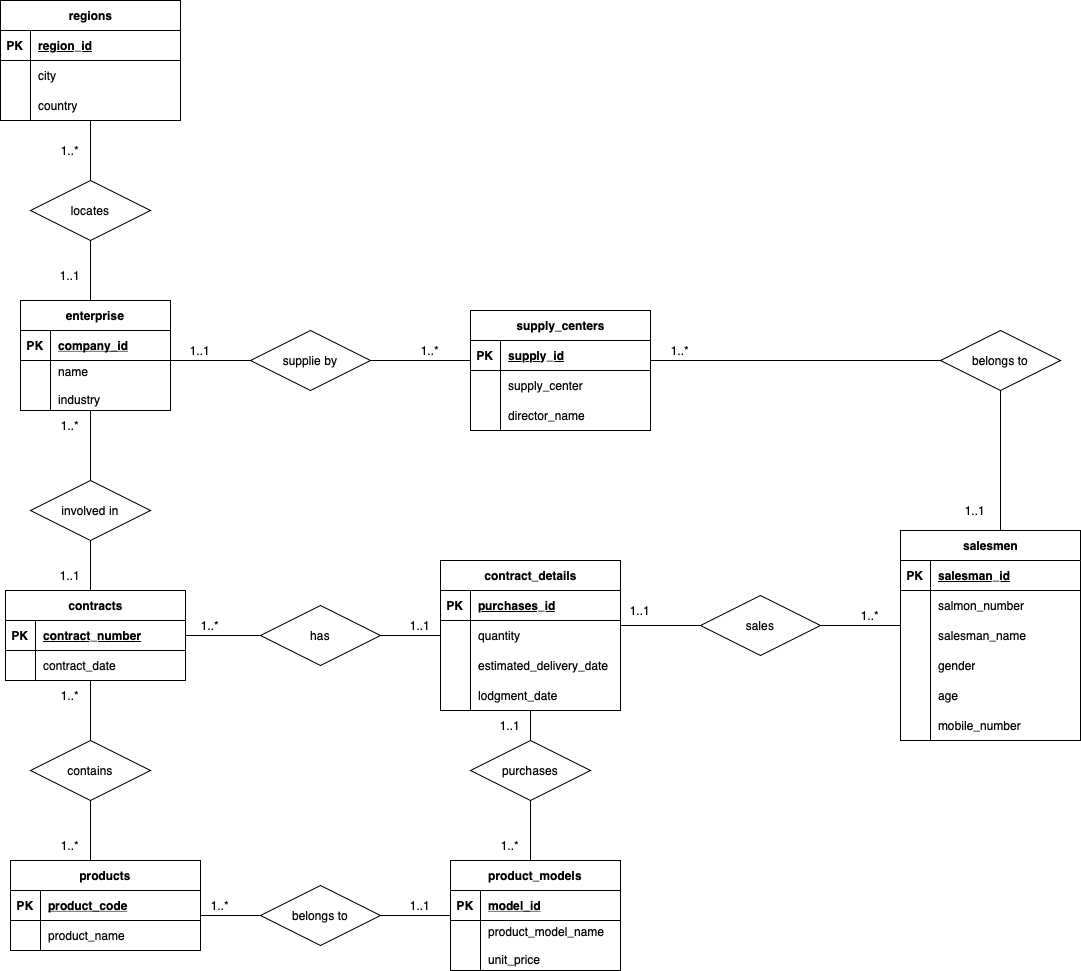 regions
PK region_id
city
country
1..*
locates
1..1
enterprise
PK company_id
name
industry
1..1
supplie by
1..*
supply_centers
PK supply_id
supply_center
director_name
1..*
belongs to
1..1
1..*
involved in
1..1
contracts
PK contract_number
contract_date
1..*
has
1..1
contract_details
PK purchases_id
quantity
estimated_delivery_date
lodgment_date
1..1
sales
1..*
salesmen
PK salesman_id
salmon_number
salesman_name
gender
age
mobile_number
1..*
contains
1..*
1..1
purchases
1..*
products
PK product_code
product_name
1..*
belongs to
1..1
product_models
PK model_id
product_model_name
unit_price